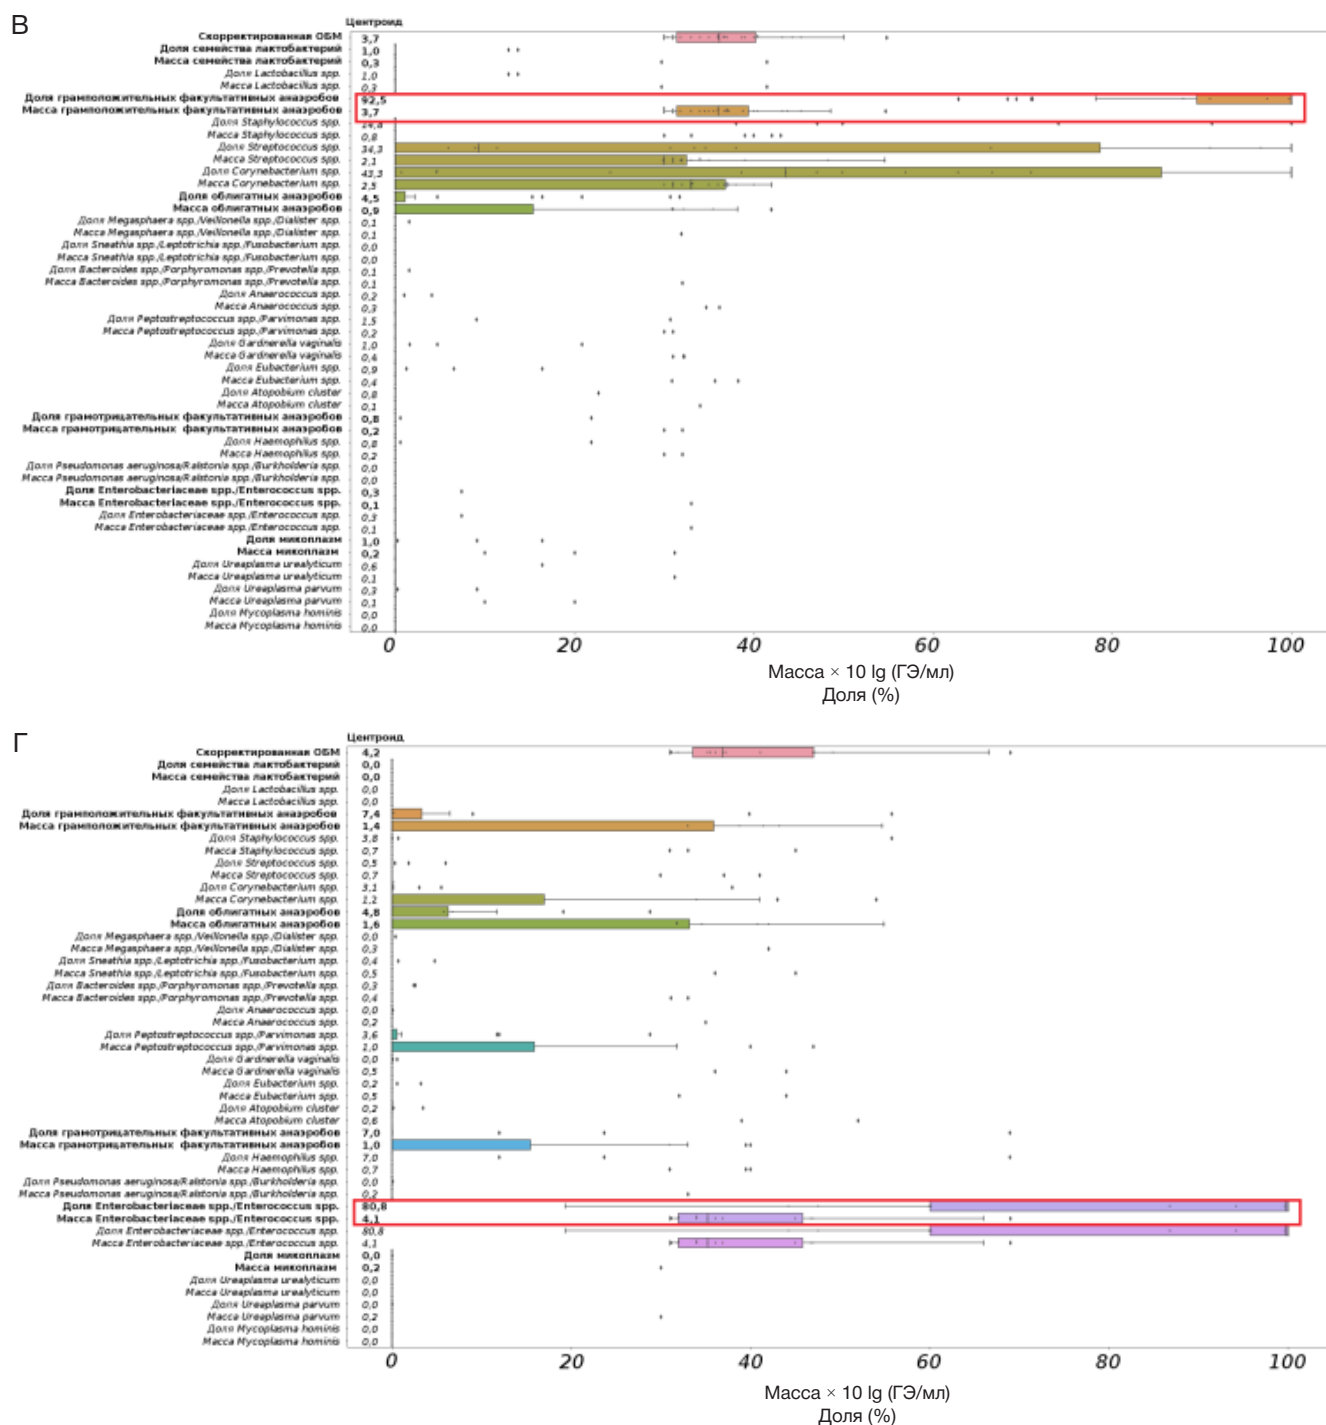 В
Центроид
Скорректированная ОБМ 3,7
Доля семейства лактобактерий 1,0
Масса семейства лактобактерий 0,3
Доля Lactobacillus spp. 1,0
Масса Lactobacillus spp. 0,3
Доля грамположительных факультативных анаэробов 92,5
Масса грамположительных факультативных анаэробов 3,7
Доля Staphylococcus spp. 14,8
Масса Staphylococcus spp. 0,8
Доля Streptococcus spp. 34,3
Масса Streptococcus spp. 2,1
Доля Corynebacterium spp. 43,3
Масса Corynebacterium spp. 2,5
Доля облигатных анаэробов 4,5
Масса облигатных анаэробов 0,9
Доля Megasphaera spp./Veillonella spp./Dialister spp. 0,1
Масса Megasphaera spp./Veillonella spp./Dialister spp. 0,1
Доля Sneathia spp./Leptotrichia spp./Fusobacterium spp. 0,0
Масса Sneathia spp./Leptotrichia spp./Fusobacterium spp. 0,0
Доля Bacteroides spp./Porphyromonas spp./Prevotella spp. 0,1
Масса Bacteroides spp./Porphyromonas spp./Prevotella spp. 0,1
Доля Anaerococcus spp. 0,2
Масса Anaerococcus spp. 0,3
Доля Peptostreptococcus spp./Parvimonas spp. 1,5
Масса Peptostreptococcus spp./Parvimonas spp. 0,2
Доля Gardnerella vaginalis 1,0
Масса Gardnerella vaginalis 0,4
Доля Eubacterium spp. 0,9
Масса Eubacterium spp. 0,4
Доля Atopobium cluster 0,8
Масса Atopobium cluster 0,1
Доля грамотрицательных факультативных анаэробов 0,8
Масса грамотрицательных факультативных анаэробов 0,2
Доля Haemophilus spp. 0,8
Масса Haemophilus spp. 0,2
Доля Pseudomonas aeruginosa/Ralstonia spp./Burkholderia spp. 0,0
Масса Pseudomonas aeruginosa/Ralstonia spp./Burkholderia spp. 0,0
Доля Enterobacteriaceae spp./Enterococcus spp. 0,3
Масса Enterobacteriaceae spp./Enterococcus spp. 0,1
Доля Enterobacteriaceae spp./Enterococcus spp. 0,3
Масса Enterobacteriaceae spp./Enterococcus spp. 0,1
Доля микоплазм 1,0
Масса микоплазм 0,2
Доля Ureaplasma urealyticum 0,6
Масса Ureaplasma urealyticum 0,1
Доля Ureaplasma parvum 0,3
Масса Ureaplasma parvum 0,1
Доля Mycoplasma hominis 0,0
Масса Mycoplasma hominis 0,0
0 20 40 60 80 100
Масса × 10 lg (ГЭ/мл)
Доля (%)
Г
Центроид
Скорректированная ОБМ 4,2
Доля семейства лактобактерий 0,0
Масса семейства лактобактерий 0,0
Доля Lactobacillus spp. 0,0
Масса Lactobacillus spp. 0,0
Доля грамположительных факультативных анаэробов 7,4
Масса грамположительных факультативных анаэробов 1,4
Доля Staphylococcus spp. 3,8
Масса Staphylococcus spp. 0,7
Доля Streptococcus spp. 0,5
Масса Streptococcus spp. 0,7
Доля Corynebacterium spp. 3,1
Масса Corynebacterium spp. 1,2
Доля облигатных анаэробов 4,8
Масса облигатных анаэробов 1,6
Доля Megasphaera spp./Veillonella spp./Dialister spp. 0,0
Масса Megasphaera spp./Veillonella spp./Dialister spp. 0,3
Доля Sneathia spp./Leptotrichia spp./Fusobacterium spp. 0,4
Масса Sneathia spp./Leptotrichia spp./Fusobacterium spp. 0,5
Доля Bacteroides spp./Porphyromonas spp./Prevotella spp. 0,3
Масса Bacteroides spp./Porphyromonas spp./Prevotella spp. 0,4
Доля Anaerococcus spp. 0,0
Масса Anaerococcus spp. 0,2
Доля Peptostreptococcus spp./Parvimonas spp. 3,6
Масса Peptostreptococcus spp./Parvimonas spp. 1,0
Доля Gardnerella vaginalis 0,0
Масса Gardnerella vaginalis 0,5
Доля Eubacterium spp. 0,2
Масса Eubacterium spp. 0,5
Доля Atopobium cluster 0,2
Масса Atopobium cluster 0,6
Доля грамотрицательных факультативных анаэробов 7,0
Масса грамотрицательных факультативных анаэробов 1,0
Доля Haemophilus spp. 7,0
Масса Haemophilus spp. 0,7
Доля Pseudomonas aeruginosa/Ralstonia spp./Burkholderia spp. 0,0
Масса Pseudomonas aeruginosa/Ralstonia spp./Burkholderia spp. 0,2
Доля Enterobacteriaceae spp./Enterococcus spp. 80,8
Масса Enterobacteriaceae spp./Enterococcus spp. 4,1
Доля Enterobacteriaceae spp./Enterococcus spp. 80,8
Масса Enterobacteriaceae spp./Enterococcus spp. 4,1
Доля микоплазм 0,0
Масса микоплазм 0,2
Доля Ureaplasma urealyticum 0,0
Масса Ureaplasma urealyticum 0,0
Доля Ureaplasma parvum 0,0
Масса Ureaplasma parvum 0,2
Доля Mycoplasma hominis 0,0
Масса Mycoplasma hominis 0,0
0 20 40 60 80 100
Масса × 10 lg (ГЭ/мл)
Доля (%)